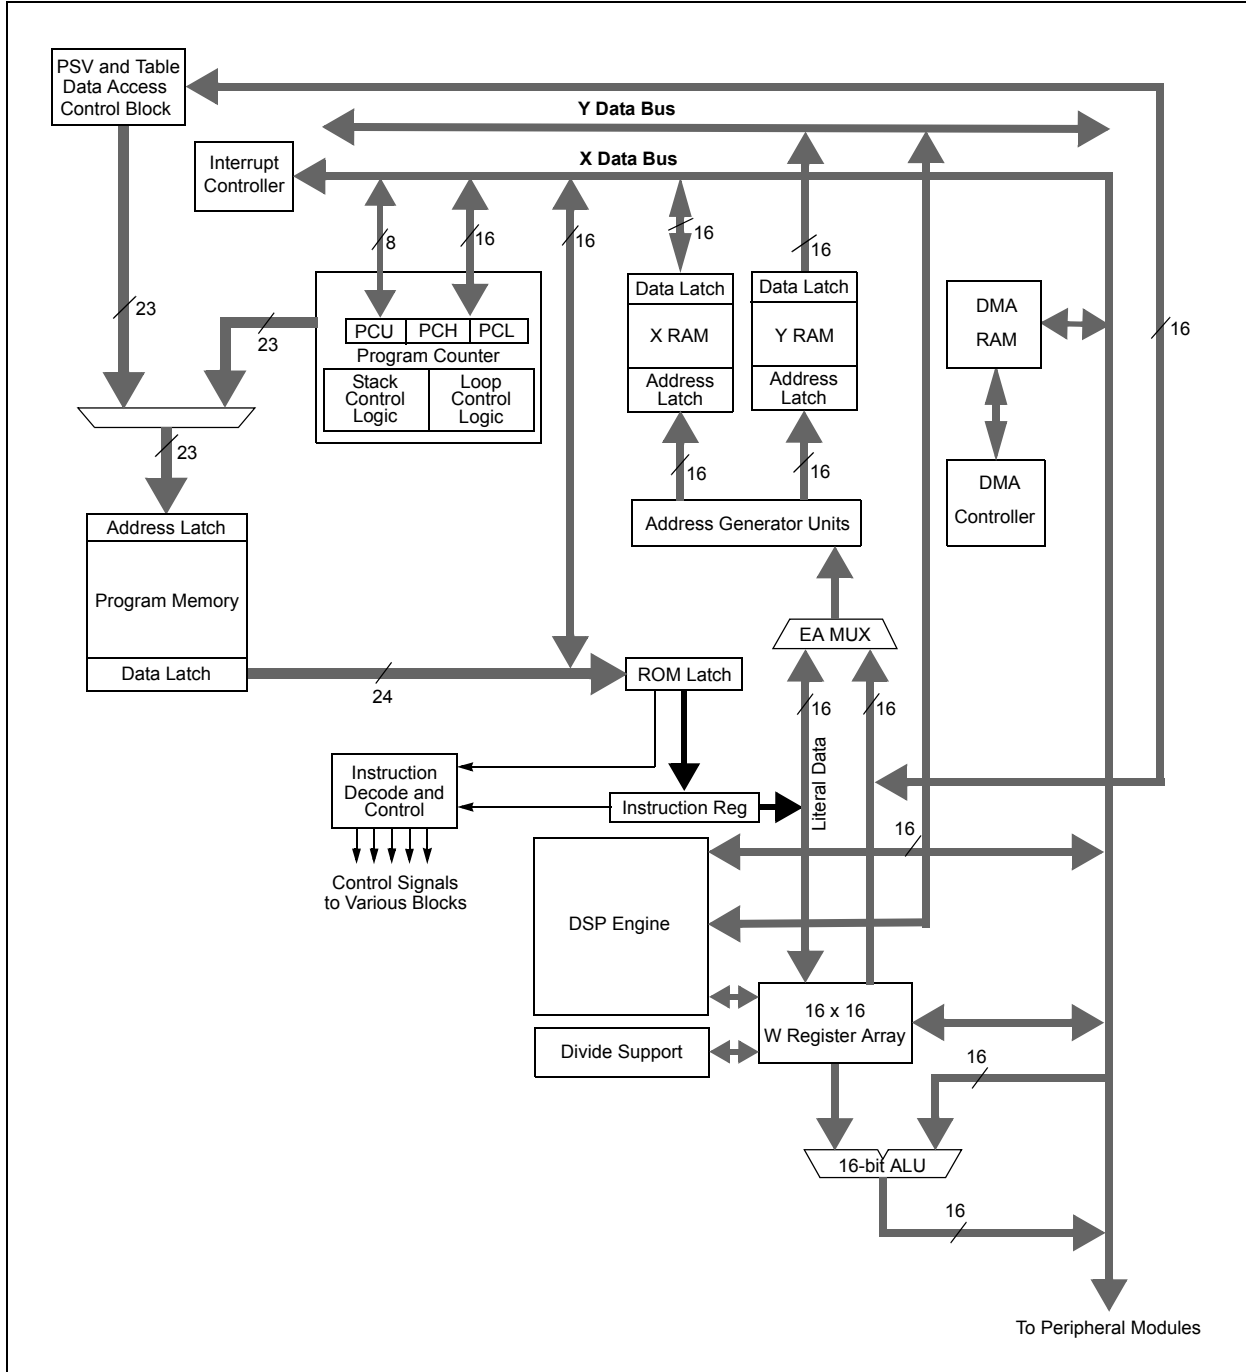 PSV and Table
Data Access
Control Block
Y Data Bus
X Data Bus
Interrupt
Controller
8
16
16
16
16
23
23
16
PCU
PCH
PCL
Program Counter
Stack
Control
Logic
Loop
Control
Logic
Data Latch
X RAM
Address
Latch
Data Latch
Y RAM
Address
Latch
DMA
RAM
23
16
16
DMA
Controller
Address Generator Units
Address Latch
Program Memory
Data Latch
24
EA MUX
ROM Latch
16
16
Literal Data
Instruction
Decode and
Control
Instruction Reg
Control Signals
to Various Blocks
16
DSP Engine
16 x 16
W Register Array
Divide Support
16
16-bit ALU
16
To Peripheral Modules